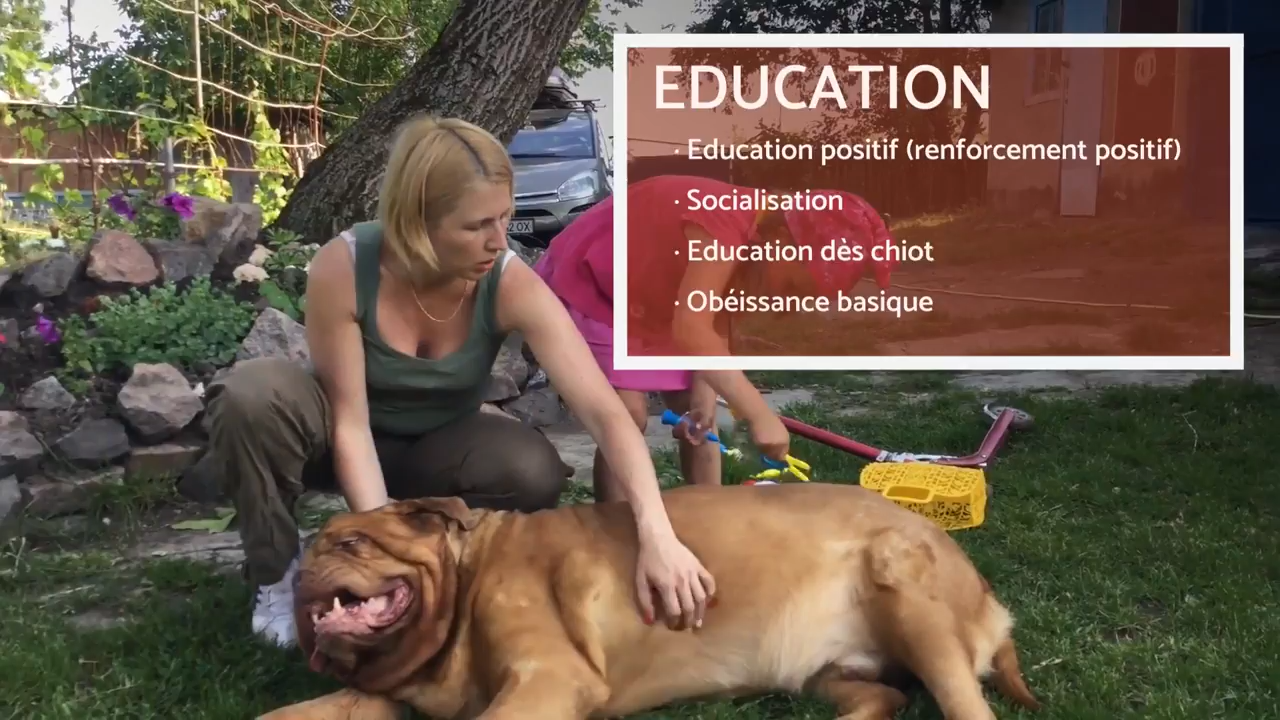 EDUCATION
· Education positif (renforcement positif)
· Socialisation
· Education dès chiot
· Obéissance basique